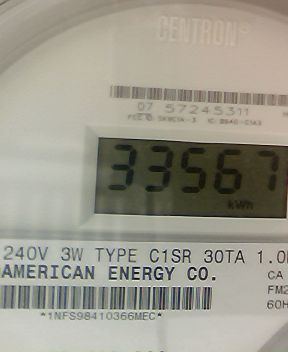 CENTRON®
07 57245311
33567
kWh
240V 3W TYPE C1SR 30TA 1.0
AMERICAN ENERGY CO.
CA
FM2
60H
*1NFS98410366MEC*